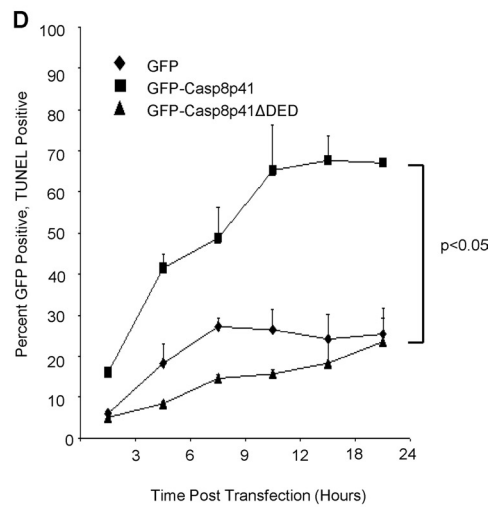 D
100
90
80
70
60
50
40
30
20
10
0
Percent GFP Positive, TUNEL Positive
GFP
GFP-Casp8p41
GFP-Casp8p41ΔDED
p<0.05
3 6 9 12 18 24
Time Post Transfection (Hours)